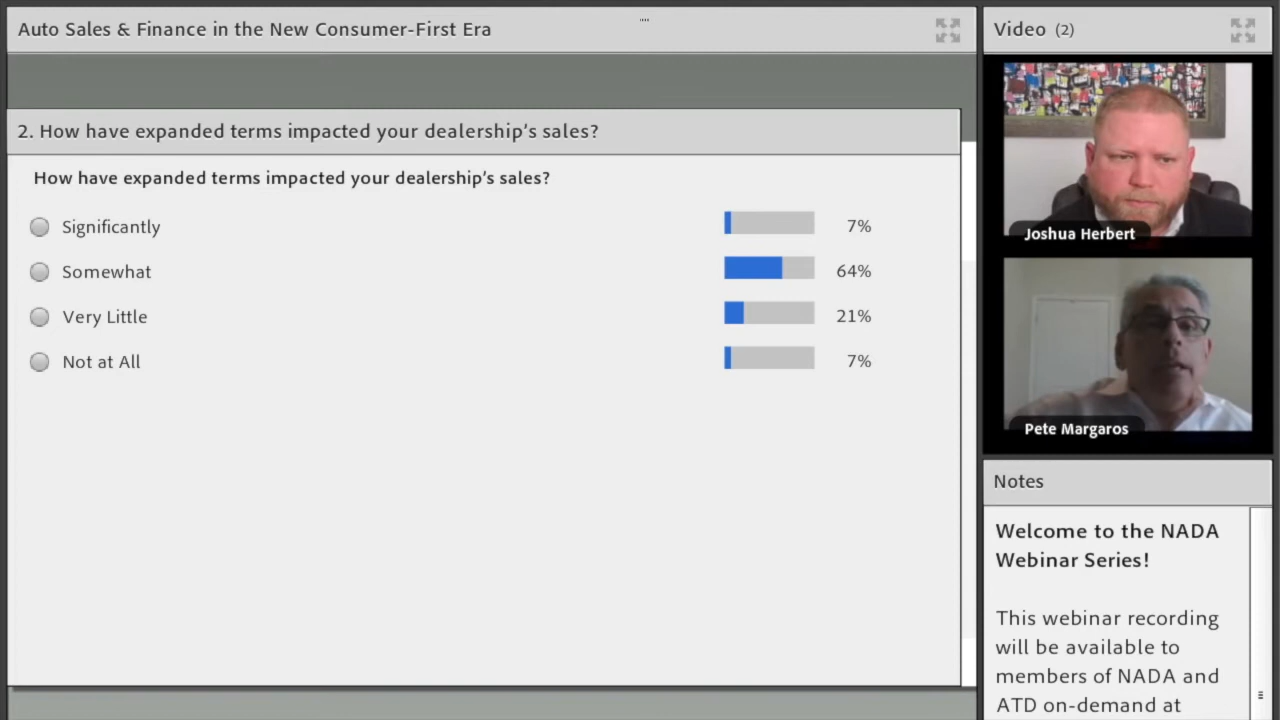 Auto Sales & Finance in the New Consumer-First Era
2. How have expanded terms impacted your dealership's sales?
How have expanded terms impacted your dealership's sales?
Significantly 7%
Somewhat 64%
Very Little 21%
Not at All 7%
Video (2)
Joshua Herbert
Pete Margaros
Notes
Welcome to the NADA
Webinar Series!
This webinar recording
will be available to
members of NADA and
ATD on-demand at